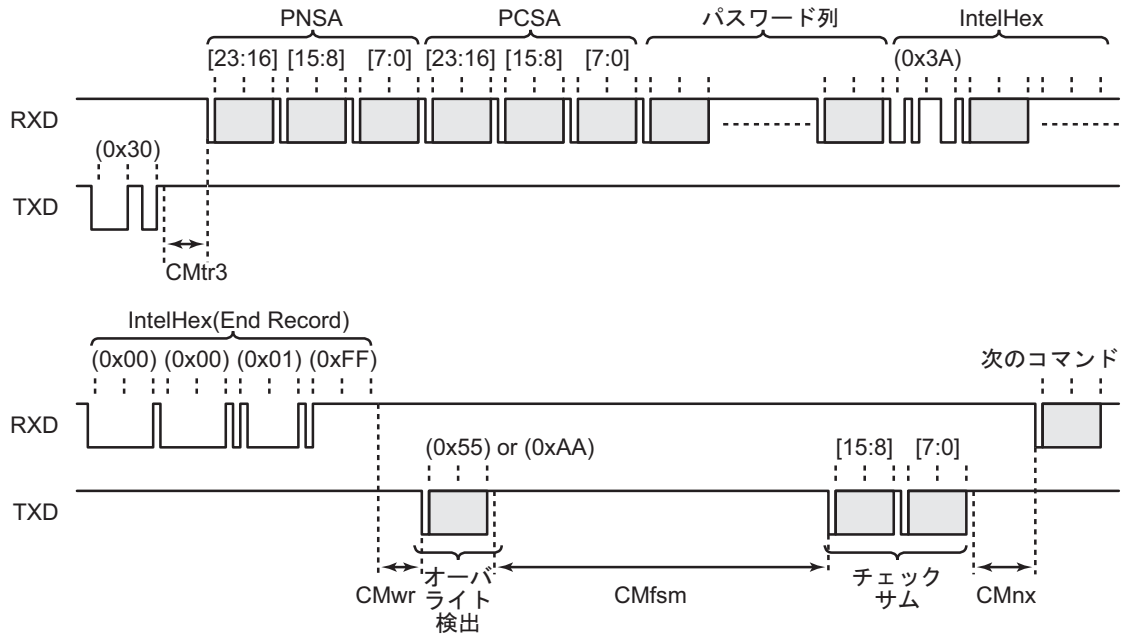 PNSA PCSA パスワード列 IntelHex
[23:16] [15:8] [7:0] [23:16] [15:8] [7:0] (0x3A)
RXD
(0x30)
TXD
CMtr3
IntelHex(End Record)
(0x00) (0x00) (0x01) (0xFF) 次のコマンド
RXD
(0x55) or (0xAA) [15:8] [7:0]
TXD
CMwr オーバ CMfsm チェック CMnx
ライト サム
検出